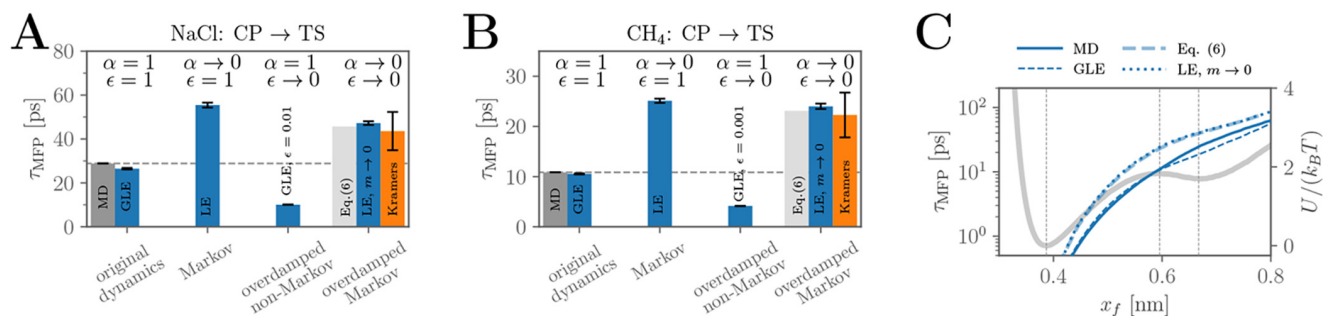 A
NaCl: CP → TS
τMFP [ps]
80
60
40
20
0
α = 1 α → 0 α = 1 α → 0
ϵ = 1 ϵ = 1 ϵ → 0 ϵ → 0
MD
GLE
LE
GLE, ϵ = 0.01
Eq.(6)
LE, m → 0
Kramers
original
dynamics
Markov
overdamped
non-Markov
overdamped
Markov
B
CH₄: CP → TS
τMFP [ps]
30
20
10
0
α = 1 α → 0 α = 1 α → 0
ϵ = 1 ϵ = 1 ϵ → 0 ϵ → 0
MD
GLE
LE
GLE, ϵ = 0.001
Eq.(6)
LE, m → 0
Kramers
original
dynamics
Markov
overdamped
non-Markov
overdamped
Markov
C
MD Eq. (6)
GLE LE, m → 0
τMFP [ps]
10²
10¹
10⁰
0.4 0.6 0.8
xf [nm]
4
2
0
U/(kBT)